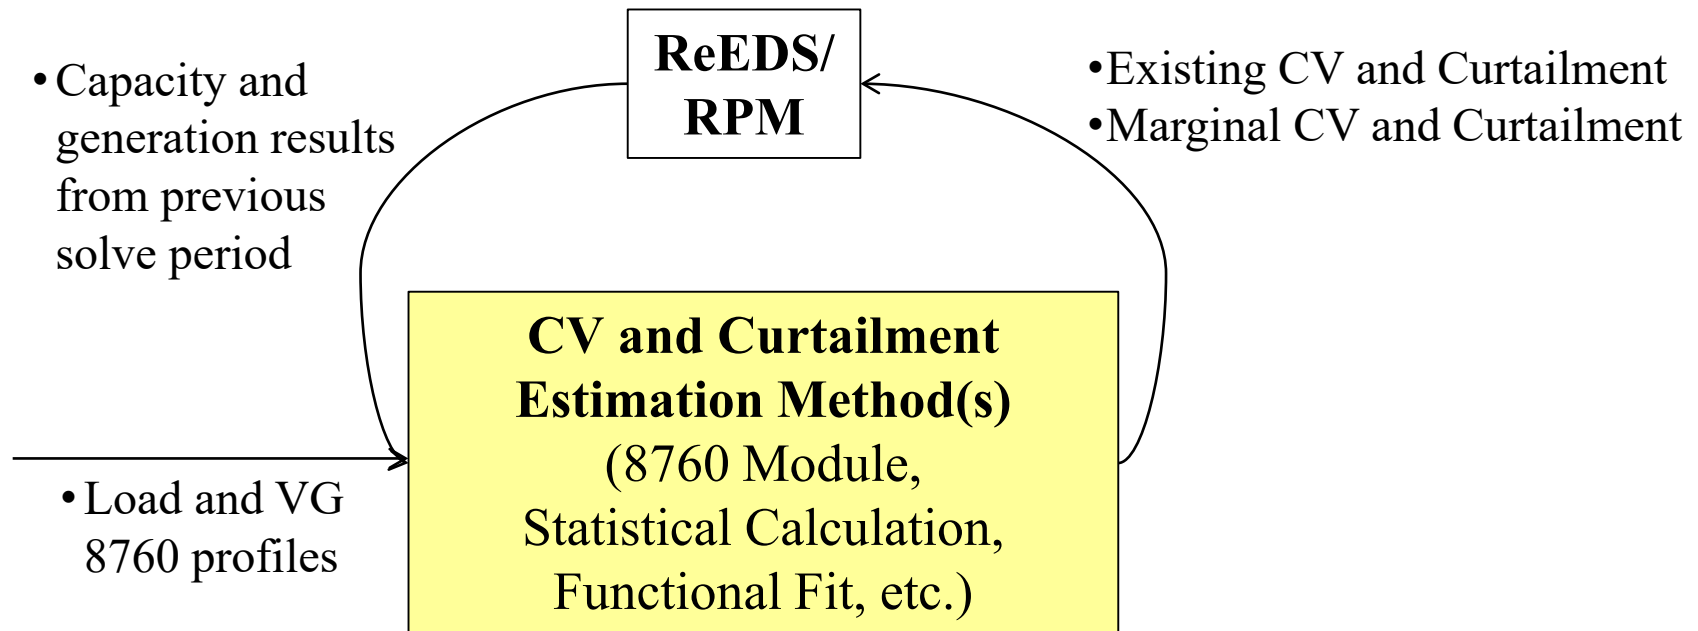 ReEDS/
RPM
• Capacity and
generation results
from previous
solve period
•Existing CV and Curtailment
•Marginal CV and Curtailment
CV and Curtailment
Estimation Method(s)
(8760 Module,
Statistical Calculation,
Functional Fit, etc.)
• Load and VG
8760 profiles